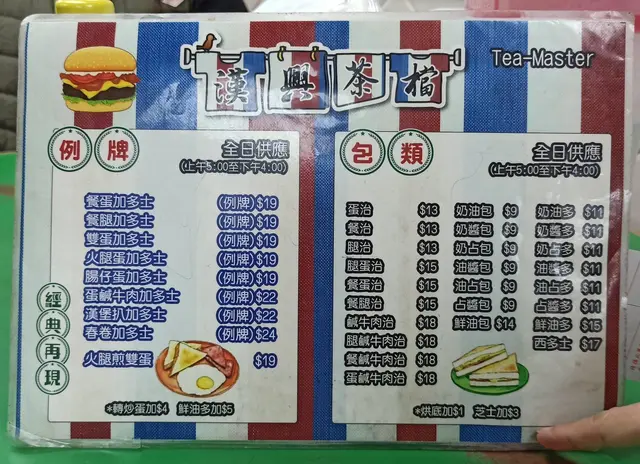 漢興茶檔 Tea-Master
例牌 全日供應
(上午5:00至下午4:00)
餐蛋加多士 (例牌)$19
餐腿加多士 (例牌)$19
雙蛋加多士 (例牌)$19
火腿蛋加多士 (例牌)$19
腸仔蛋加多士 (例牌)$19
蛋鹹牛肉加多士 (例牌)$22
漢堡扒加多士 (例牌)$22
春卷加多士 (例牌)$24
火腿煎雙蛋 $19
經典再現
*轉炒蛋加$4 鮮油多加$5
包類 全日供應
(上午5:00至下午4:00)
蛋治 $13 奶油包 $9 奶油多 $11
餐治 $13 奶醬包 $9 奶醬多 $11
腿治 $13 奶占包 $9 奶占多 $11
腿蛋治 $15 油醬包 $9 油醬多 $11
餐蛋治 $15 油占包 $9 油占多 $11
餐腿治 $15 占醬包 $9 占醬多 $11
鹹牛肉治 $18 鮮油包 $14 鮮油多 $15
腿鹹牛肉治 $18 西多士 $17
餐鹹牛肉治 $18
蛋鹹牛肉治 $18
*烘底加$1 芝士加$3